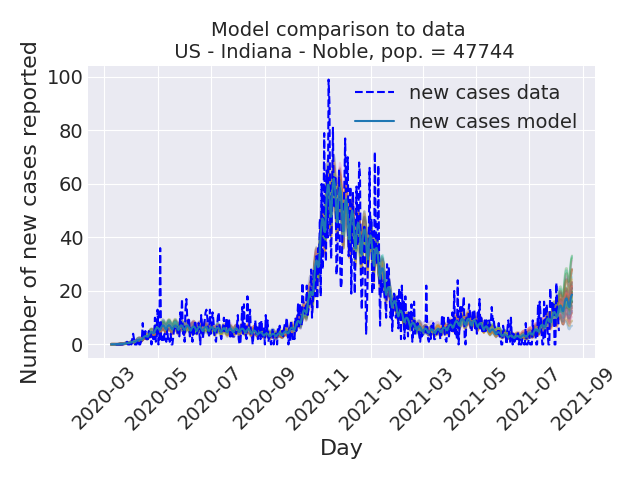 Model comparison to data
US - Indiana - Noble, pop. = 47744
Number of new cases reported
100
80
60
40
20
0
new cases data
new cases model
2020-03
2020-05
2020-07
2020-09
2020-11
2021-01
2021-03
2021-05
2021-07
2021-09
Day